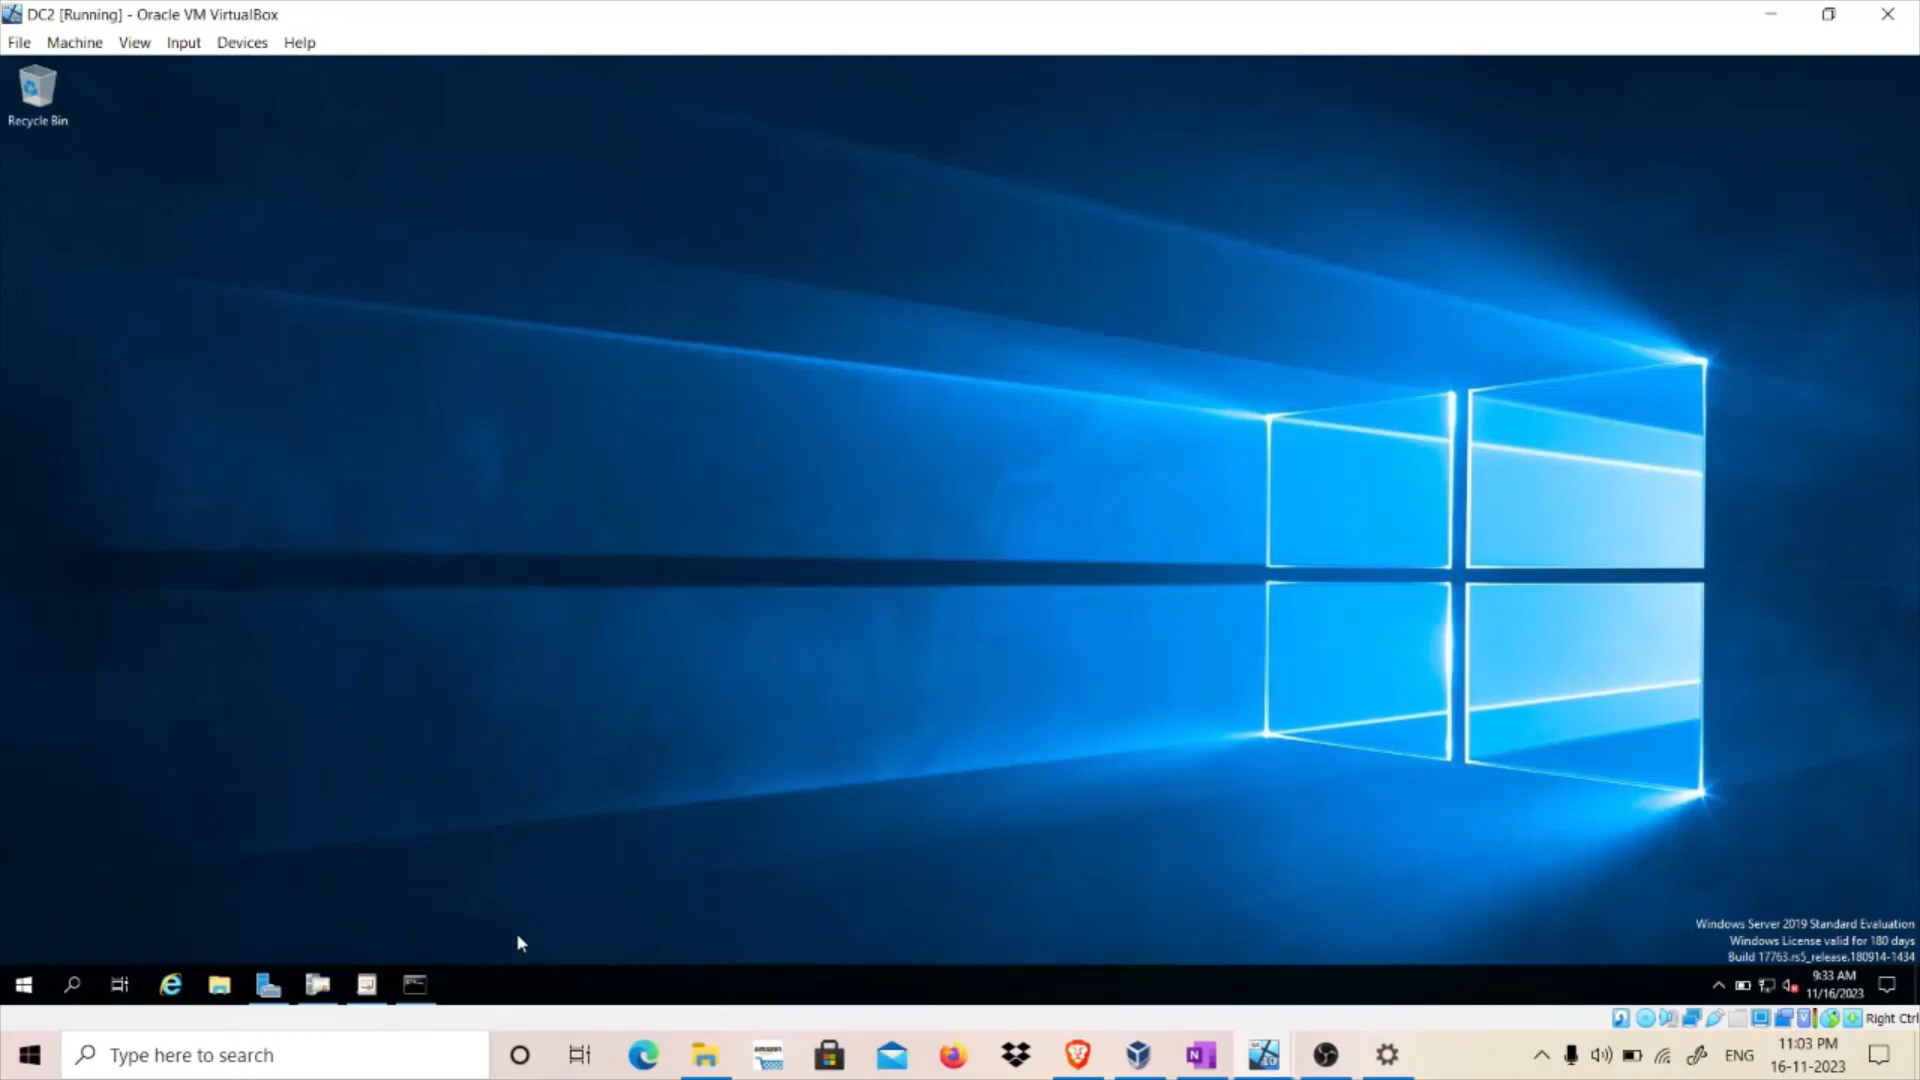 DC2 [Running] - Oracle VM VirtualBox
File Machine View Input Devices Help
Recycle Bin
Windows Server 2019 Standard Evaluation
Windows License valid for 180 days
Build 17763.rs5_release.180914-1434
9:33 AM
11/16/2023
Right Ctrl
Type here to search
amazon
N
ENG
11:03 PM
16-11-2023